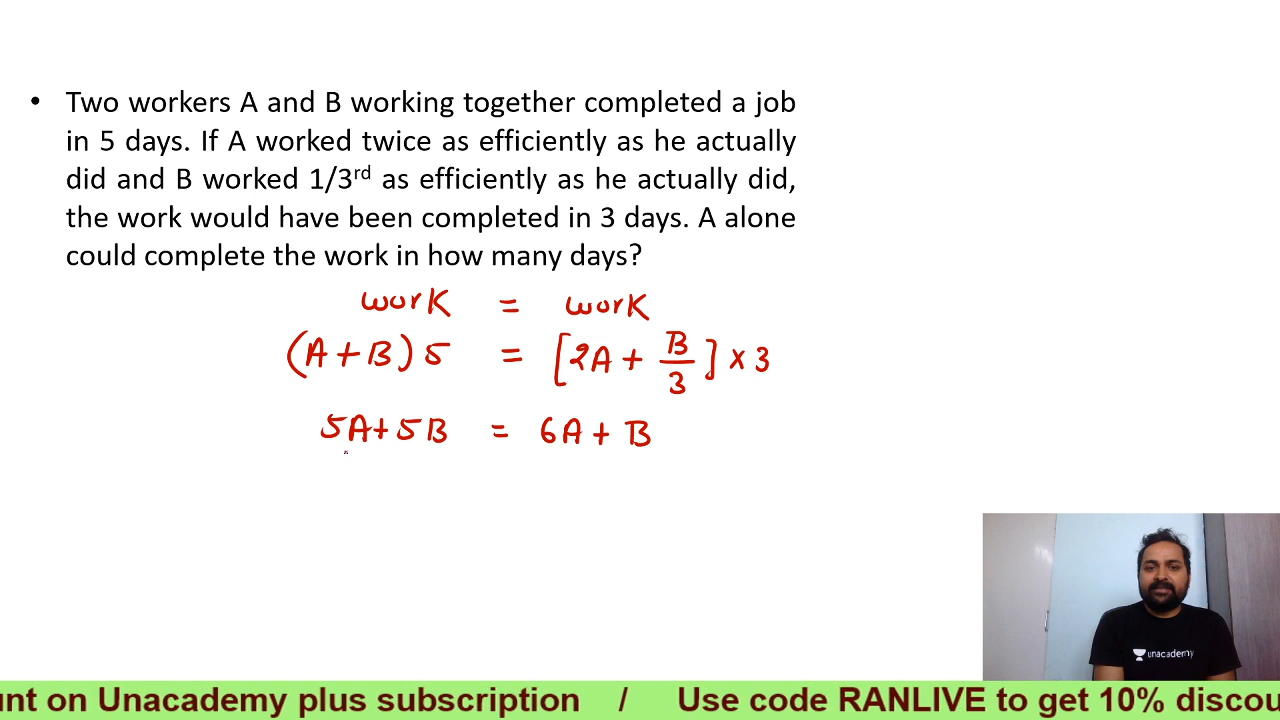 • Two workers A and B working together completed a job
in 5 days. If A worked twice as efficiently as he actually
did and B worked 1/3rd as efficiently as he actually did,
the work would have been completed in 3 days. A alone
could complete the work in how many days?
work = work
(A+B)5 = [2A + B/3] × 3
5A+5B = 6A+B
unacademy
unt on Unacademy plus subscription / Use code RANLIVE to get 10% discou